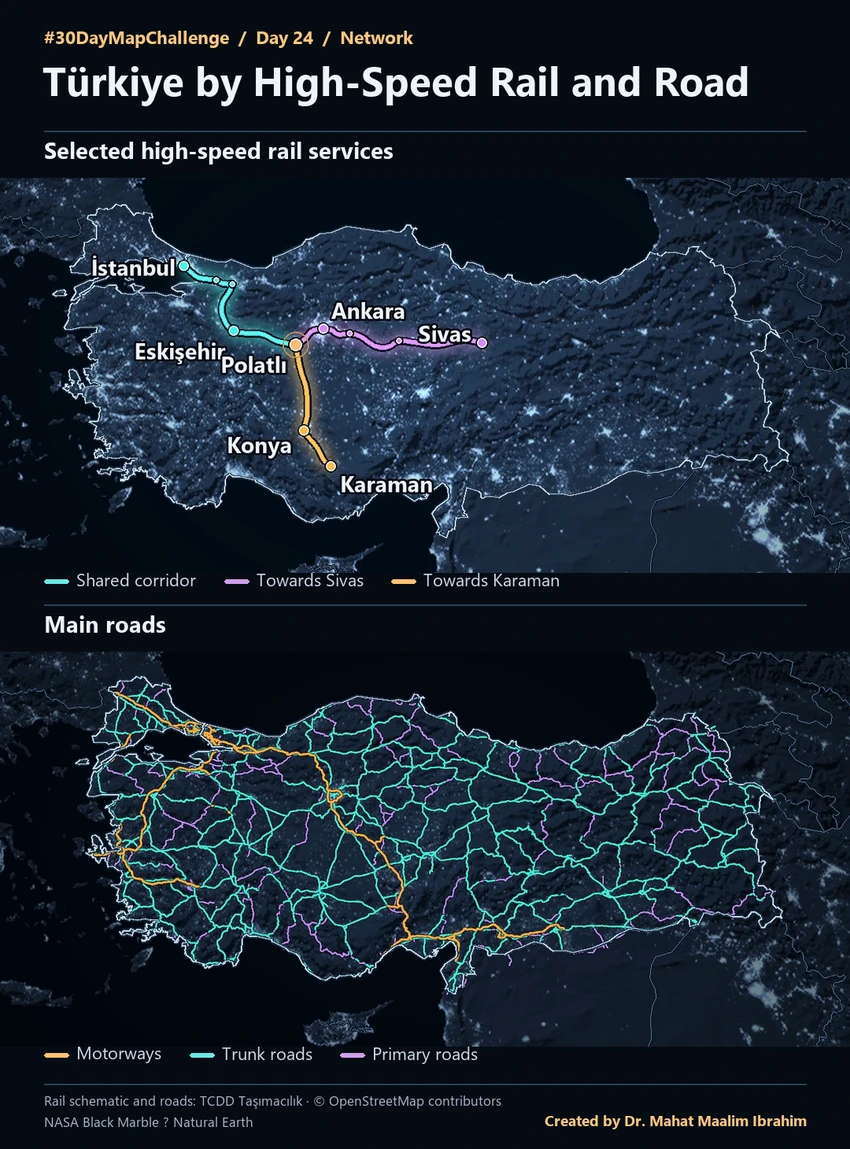 #30DayMapChallenge / Day 24 / Network
Türkiye by High-Speed Rail and Road
Selected high-speed rail services
İstanbul
Ankara
Sivas
Eskişehir
Polatlı
Konya
Karaman
Shared corridor
Towards Sivas
Towards Karaman
Main roads
Motorways
Trunk roads
Primary roads
Rail schematic and roads: TCDD Taşımacılık · © OpenStreetMap contributors
NASA Black Marble ? Natural Earth
Created by Dr. Mahat Maalim Ibrahim